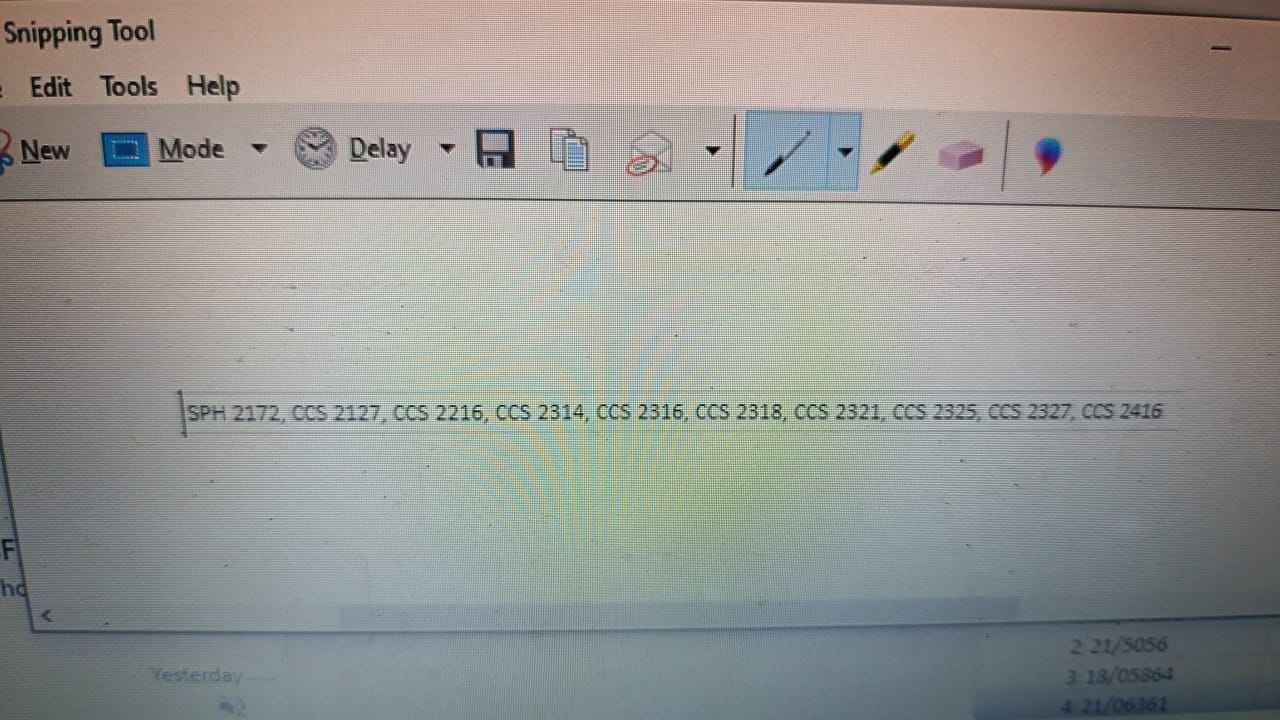 Snipping Tool
Edit Tools Help
New Mode Delay
SPH 2172, CCS 2127, CCS 2216, CCS 2314, CCS 2316, CCS 2318, CCS 2321, CCS 2325, CCS 2327, CCS 2416
F
2 21/5056
Yesterday
3 18/05864
4 21/06361